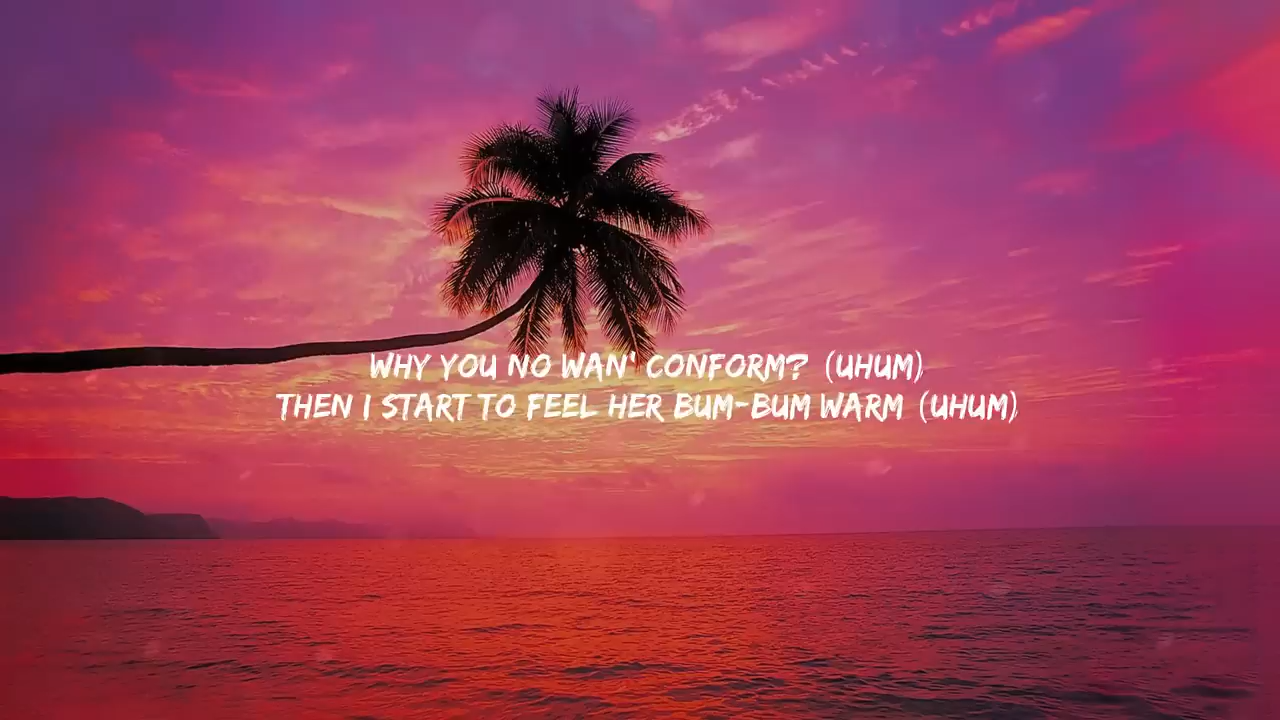 WHY YOU NO WAN' CONFORM? (UHUM)
THEN I START TO FEEL HER BUM-BUM WARM (UHUM)